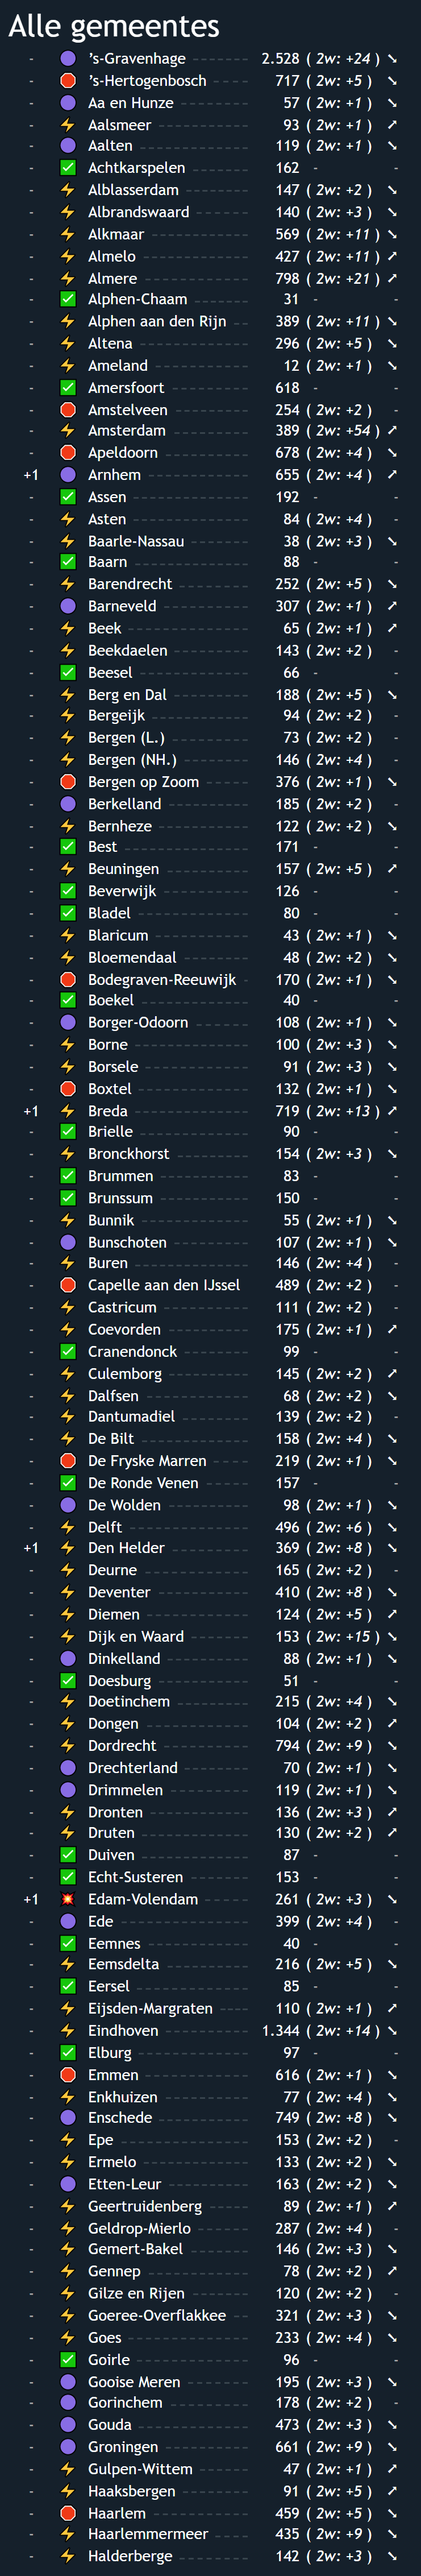 Alle gemeentes
- 's-Gravenhage 2.528 ( 2w: +24 ) ↘
- 's-Hertogenbosch 717 ( 2w: +5 ) ↘
- Aa en Hunze 57 ( 2w: +1 ) ↘
- Aalsmeer 93 ( 2w: +1 ) ↗
- Aalten 119 ( 2w: +1 ) ↘
- Achtkarspelen 162 - -
- Alblasserdam 147 ( 2w: +2 ) ↘
- Albrandswaard 140 ( 2w: +3 ) ↘
- Alkmaar 569 ( 2w: +11 ) ↘
- Almelo 427 ( 2w: +11 ) ↗
- Almere 798 ( 2w: +21 ) ↗
- Alphen-Chaam 31 - -
- Alphen aan den Rijn 389 ( 2w: +11 ) ↘
- Altena 296 ( 2w: +5 ) ↘
- Ameland 12 ( 2w: +1 ) ↘
- Amersfoort 618 - -
- Amstelveen 254 ( 2w: +2 ) -
- Amsterdam 389 ( 2w: +54 ) ↗
- Apeldoorn 678 ( 2w: +4 ) ↘
+1 Arnhem 655 ( 2w: +4 ) ↗
- Assen 192 - -
- Asten 84 ( 2w: +4 ) -
- Baarle-Nassau 38 ( 2w: +3 ) ↘
- Baarn 88 - -
- Barendrecht 252 ( 2w: +5 ) ↘
- Barneveld 307 ( 2w: +1 ) ↗
- Beek 65 ( 2w: +1 ) ↗
- Beekdaelen 143 ( 2w: +2 ) -
- Beesel 66 - -
- Berg en Dal 188 ( 2w: +5 ) ↘
- Bergeijk 94 ( 2w: +2 ) -
- Bergen (L.) 73 ( 2w: +2 ) -
- Bergen (NH.) 146 ( 2w: +4 ) -
- Bergen op Zoom 376 ( 2w: +1 ) ↘
- Berkelland 185 ( 2w: +2 ) -
- Bernheze 122 ( 2w: +2 ) ↘
- Best 171 - -
- Beuningen 157 ( 2w: +5 ) ↗
- Beverwijk 126 - -
- Bladel 80 - -
- Blaricum 43 ( 2w: +1 ) ↘
- Bloemendaal 48 ( 2w: +2 ) ↘
- Bodegraven-Reeuwijk 170 ( 2w: +1 ) ↘
- Boekel 40 - -
- Borger-Odoorn 108 ( 2w: +1 ) ↘
- Borne 100 ( 2w: +3 ) ↘
- Borsele 91 ( 2w: +3 ) ↘
- Boxtel 132 ( 2w: +1 ) ↘
+1 Breda 719 ( 2w: +13 ) ↗
- Brielle 90 - -
- Bronckhorst 154 ( 2w: +3 ) ↘
- Brummen 83 - -
- Brunssum 150 - -
- Bunnik 55 ( 2w: +1 ) ↘
- Bunschoten 107 ( 2w: +1 ) ↘
- Buren 146 ( 2w: +4 ) -
- Capelle aan den IJssel 489 ( 2w: +2 ) -
- Castricum 111 ( 2w: +2 ) -
- Coevorden 175 ( 2w: +1 ) ↗
- Cranendonck 99 - -
- Culemborg 145 ( 2w: +2 ) ↗
- Dalfsen 68 ( 2w: +2 ) ↘
- Dantumadiel 139 ( 2w: +2 ) -
- De Bilt 158 ( 2w: +4 ) ↘
- De Fryske Marren 219 ( 2w: +1 ) ↘
- De Ronde Venen 157 - -
- De Wolden 98 ( 2w: +1 ) ↘
- Delft 496 ( 2w: +6 ) ↘
+1 Den Helder 369 ( 2w: +8 ) ↘
- Deurne 165 ( 2w: +2 ) -
- Deventer 410 ( 2w: +8 ) ↘
- Diemen 124 ( 2w: +5 ) ↗
- Dijk en Waard 153 ( 2w: +15 ) ↘
- Dinkelland 88 ( 2w: +1 ) ↘
- Doesburg 51 - -
- Doetinchem 215 ( 2w: +4 ) ↘
- Dongen 104 ( 2w: +2 ) ↗
- Dordrecht 794 ( 2w: +9 ) ↘
- Drechterland 70 ( 2w: +1 ) ↘
- Drimmelen 119 ( 2w: +1 ) ↘
- Dronten 136 ( 2w: +3 ) ↗
- Druten 130 ( 2w: +2 ) ↗
- Duiven 87 - -
- Echt-Susteren 153 - -
+1 Edam-Volendam 261 ( 2w: +3 ) ↘
- Ede 399 ( 2w: +4 ) -
- Eemnes 40 - -
- Eemsdelta 216 ( 2w: +5 ) ↘
- Eersel 85 - -
- Eijsden-Margraten 110 ( 2w: +1 ) ↗
- Eindhoven 1.344 ( 2w: +14 ) ↘
- Elburg 97 - -
- Emmen 616 ( 2w: +1 ) ↘
- Enkhuizen 77 ( 2w: +4 ) ↘
- Enschede 749 ( 2w: +8 ) ↘
- Epe 153 ( 2w: +2 ) -
- Ermelo 133 ( 2w: +2 ) ↘
- Etten-Leur 163 ( 2w: +2 ) ↘
- Geertruidenberg 89 ( 2w: +1 ) ↗
- Geldrop-Mierlo 287 ( 2w: +4 ) -
- Gemert-Bakel 146 ( 2w: +3 ) ↘
- Gennep 78 ( 2w: +2 ) ↗
- Gilze en Rijen 120 ( 2w: +2 ) -
- Goeree-Overflakkee 321 ( 2w: +3 ) ↘
- Goes 233 ( 2w: +4 ) ↘
- Goirle 96 - -
- Gooise Meren 195 ( 2w: +3 ) ↘
- Gorinchem 178 ( 2w: +2 ) -
- Gouda 473 ( 2w: +3 ) ↘
- Groningen 661 ( 2w: +9 ) ↘
- Gulpen-Wittem 47 ( 2w: +1 ) ↗
- Haaksbergen 91 ( 2w: +5 ) ↗
- Haarlem 459 ( 2w: +5 ) ↘
- Haarlemmermeer 435 ( 2w: +9 ) ↘
- Halderberge 142 ( 2w: +3 ) ↘